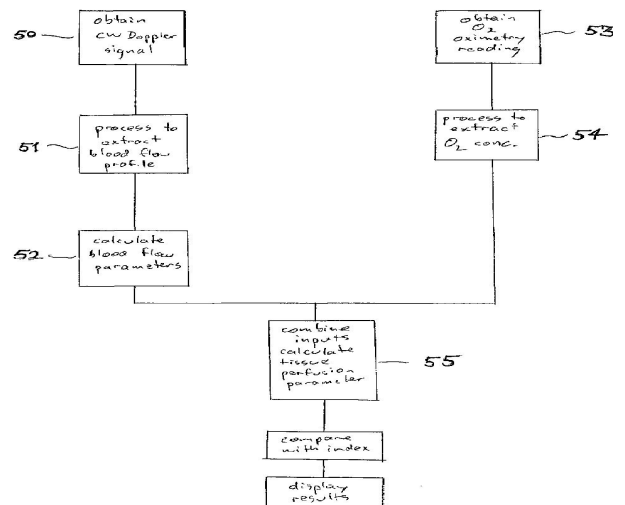 50
obtain
CW Doppler
signal
51
process to
extract
blood flow
profile
52
calculate
blood flow
parameters
obtain
O2
oximetry
reading
53
process to
extract
O2 conc.
54
combine
inputs
calculate
tissue
perfusion
parameter
55
compare
with index
display
results